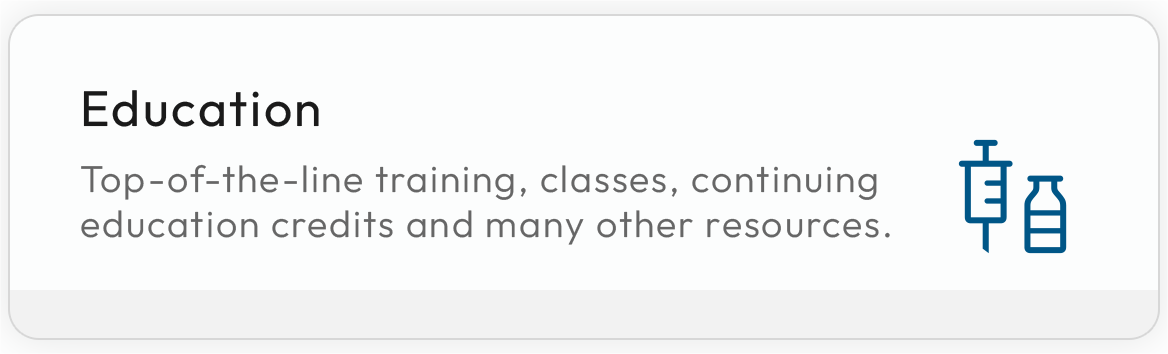 Education
Top-of-the-line training, classes, continuing
education credits and many other resources.